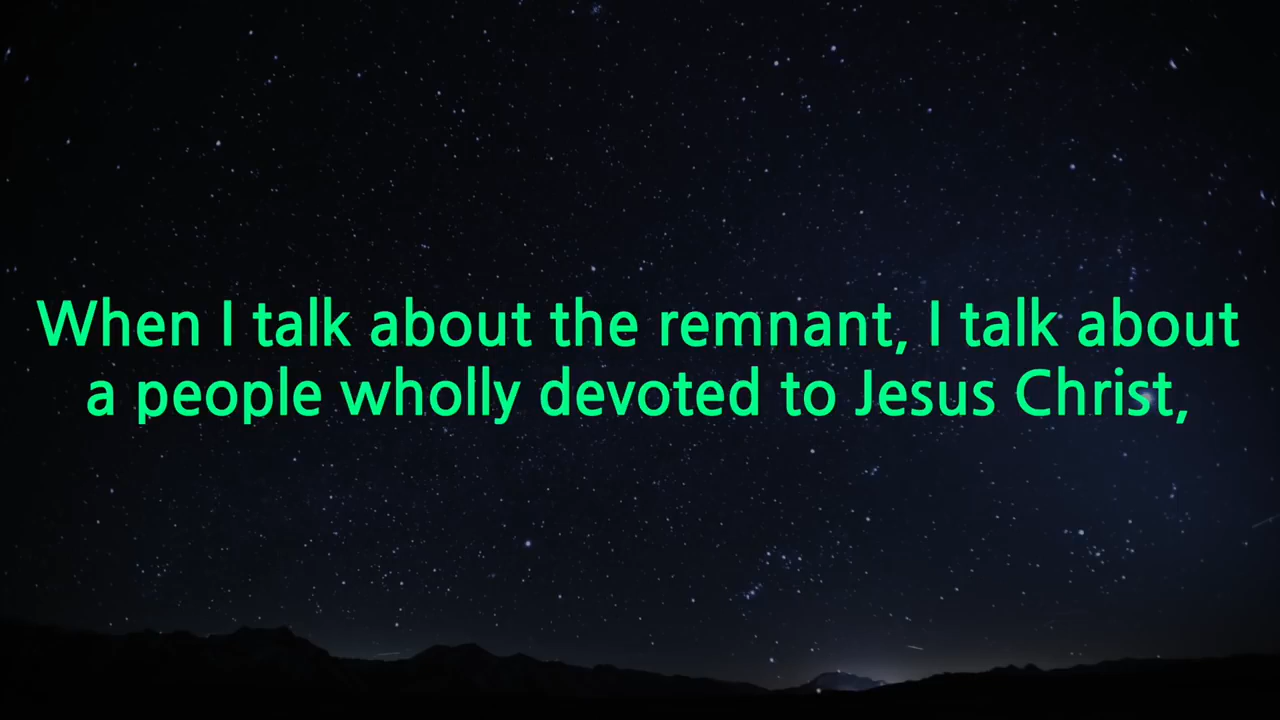 When I talk about the remnant, I talk about
a people wholly devoted to Jesus Christ,